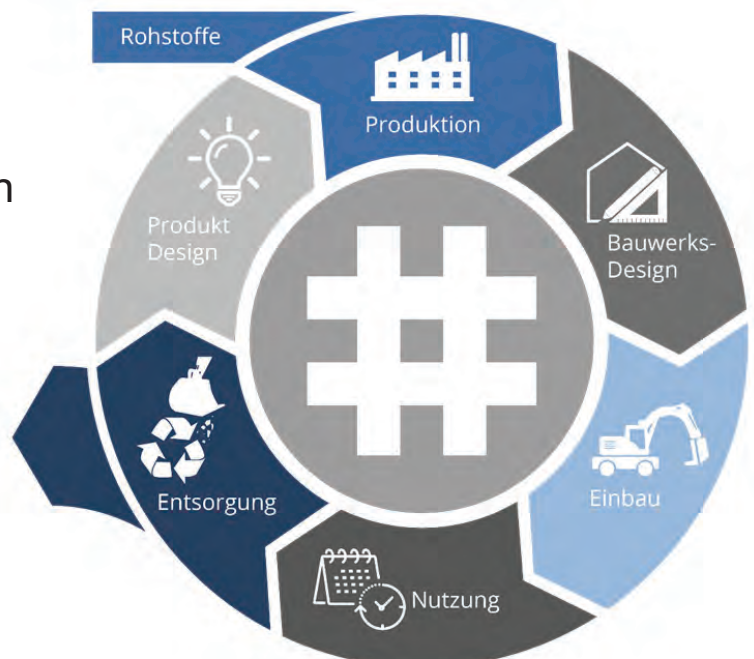 Rohstoffe
Produktion
Bauwerks-
Design
Einbau
Nutzung
Entsorgung
Produkt
Design
n
#